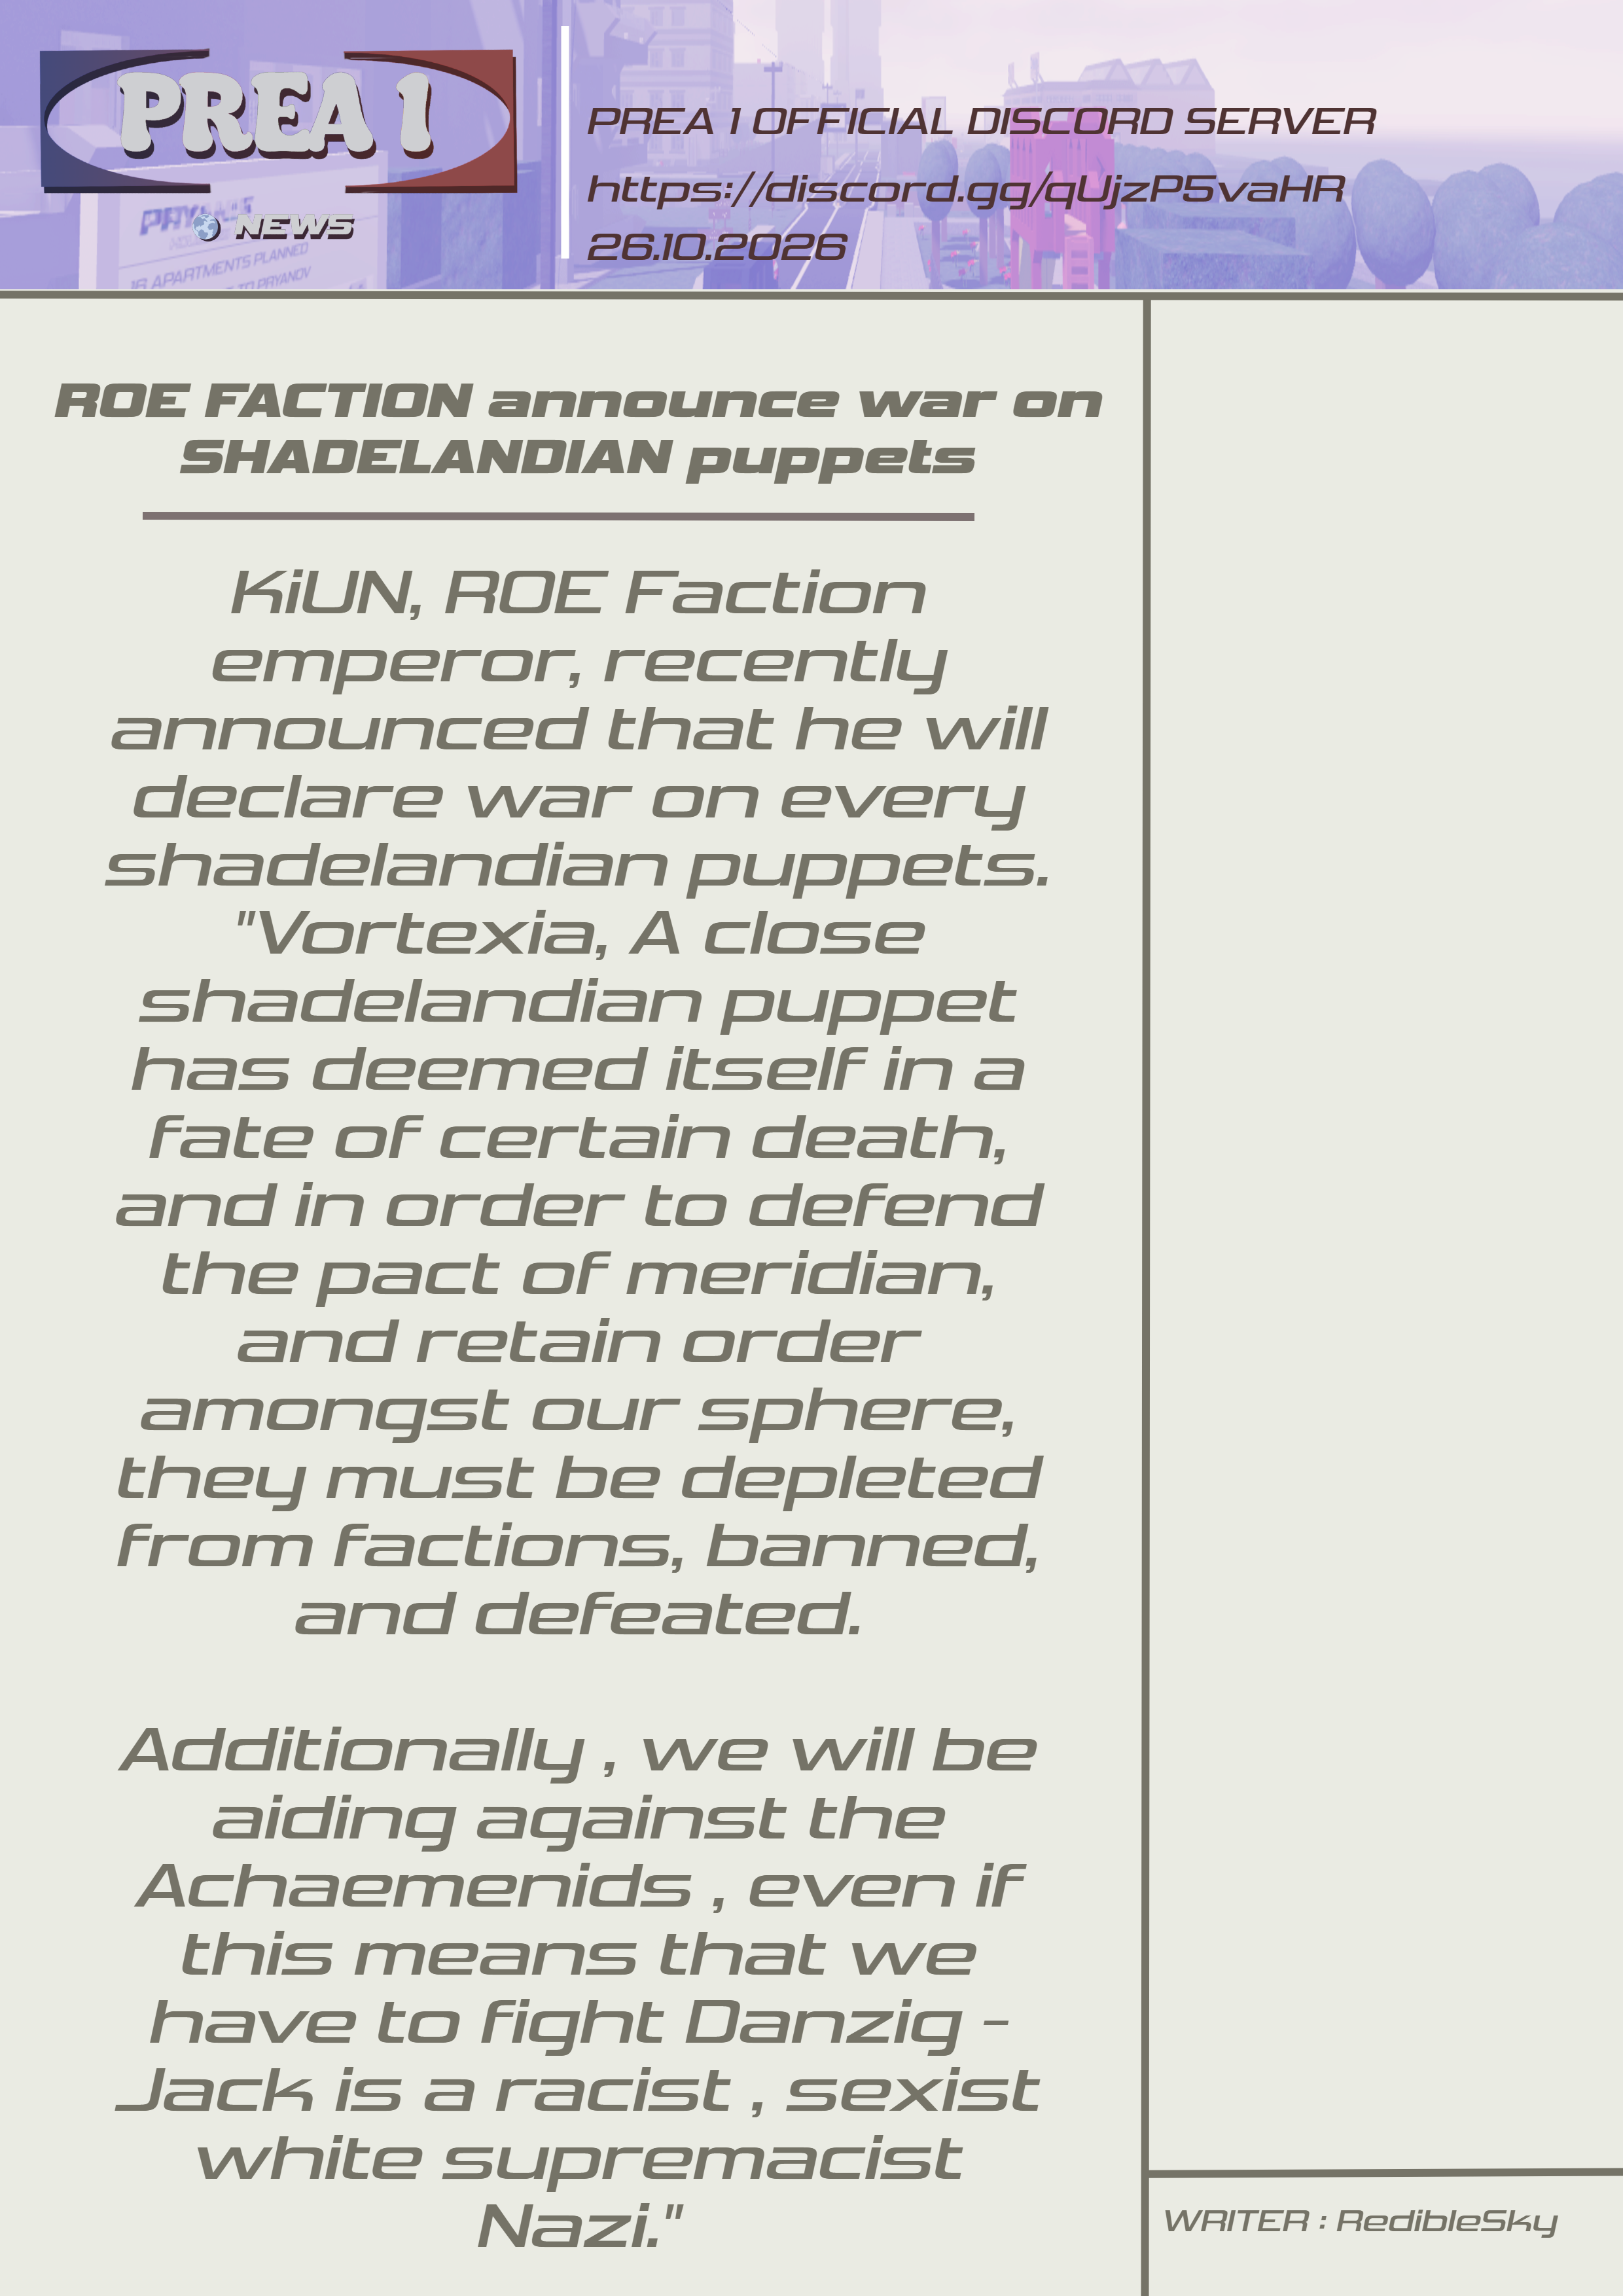 PREA 1
NEWS
PREA 1 OFFICIAL DISCORD SERVER
https://discord.gg/qUjzP5vaHR
26.10.2026
18 APARTMENTS PLANNED
TO PRYANOV
ROE FACTION announce war on
SHADELANDIAN puppets
KiUN, ROE Faction
emperor, recently
announced that he will
declare war on every
shadelandian puppets.
"Vortexia, A close
shadelandian puppet
has deemed itself in a
fate of certain death,
and in order to defend
the pact of meridian,
and retain order
amongst our sphere,
they must be depleted
from factions, banned,
and defeated.
Additionally , we will be
aiding against the
Achaemenids , even if
this means that we
have to fight Danzig -
Jack is a racist , sexist
white supremacist
Nazi."
WRITER : RedibleSky